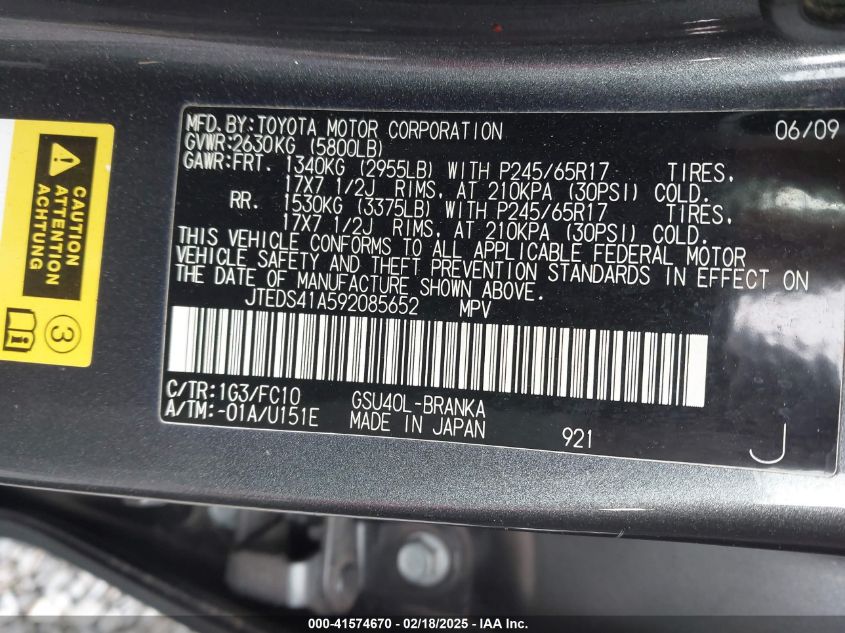 ATTENTION
ACHTUNG
3
MFD. BY: TOYOTA MOTOR CORPORATION 06/09
GVWR: 2630KG (5800LB)
GAWR: FRT. 1340KG (2955LB) WITH P245/65R17 TIRES,
17X7 1/2J RIMS, AT 210KPA (30PSI) COLD.
RR. 1530KG (3375LB) WITH P245/65R17 TIRES,
17X7 1/2J RIMS, AT 210KPA (30PSI) COLD.
THIS VEHICLE CONFORMS TO ALL APPLICABLE FEDERAL MOTOR
VEHICLE SAFETY AND THEFT PREVENTION STANDARDS IN EFFECT ON
THE DATE OF MANUFACTURE SHOWN ABOVE.
JTEDS41A592085652 MPV
C/TR: 1G3/FC10 GSU40L-BRANKA
A/TM: -01A/U151E MADE IN JAPAN 921 J
000-41574670 / 02/18/2025 - IAA Inc.